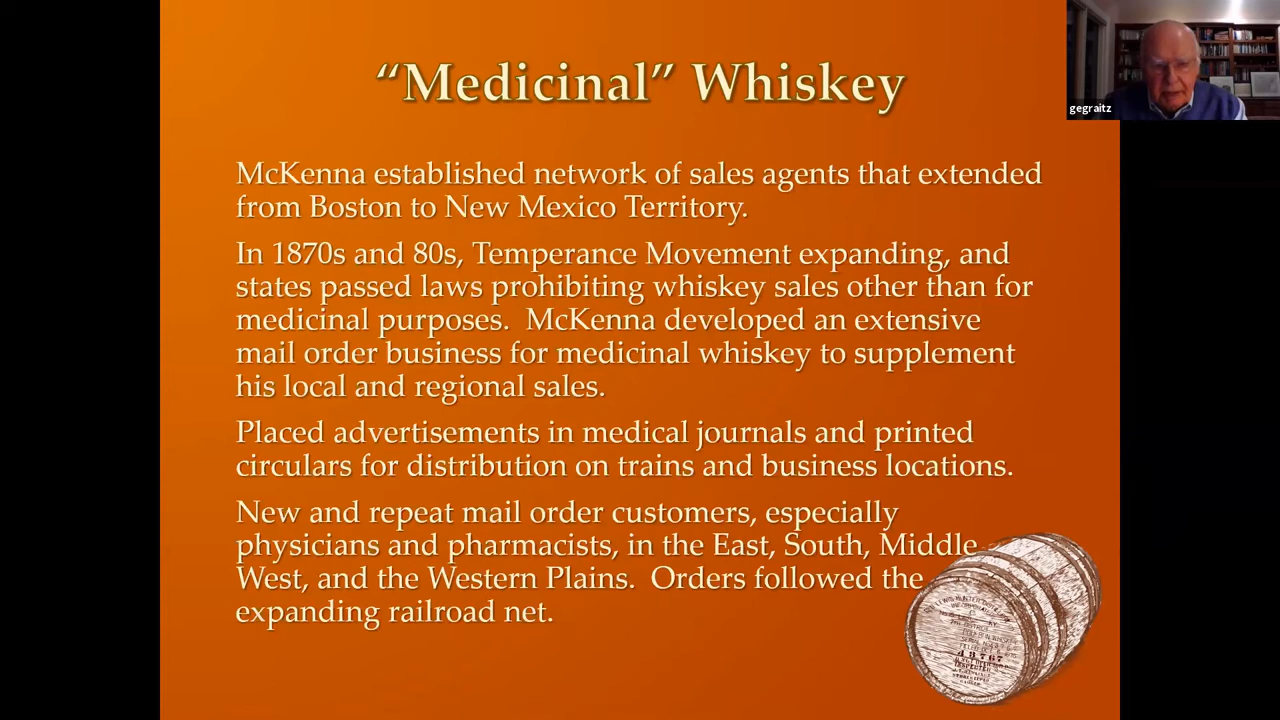 “Medicinal” Whiskey
gegraitz
McKenna established network of sales agents that extended
from Boston to New Mexico Territory.
In 1870s and 80s, Temperance Movement expanding, and
states passed laws prohibiting whiskey sales other than for
medicinal purposes.  McKenna developed an extensive
mail order business for medicinal whiskey to supplement
his local and regional sales.
Placed advertisements in medical journals and printed
circulars for distribution on trains and business locations.
New and repeat mail order customers, especially
physicians and pharmacists, in the East, South, Middle
West, and the Western Plains.  Orders followed the
expanding railroad net.